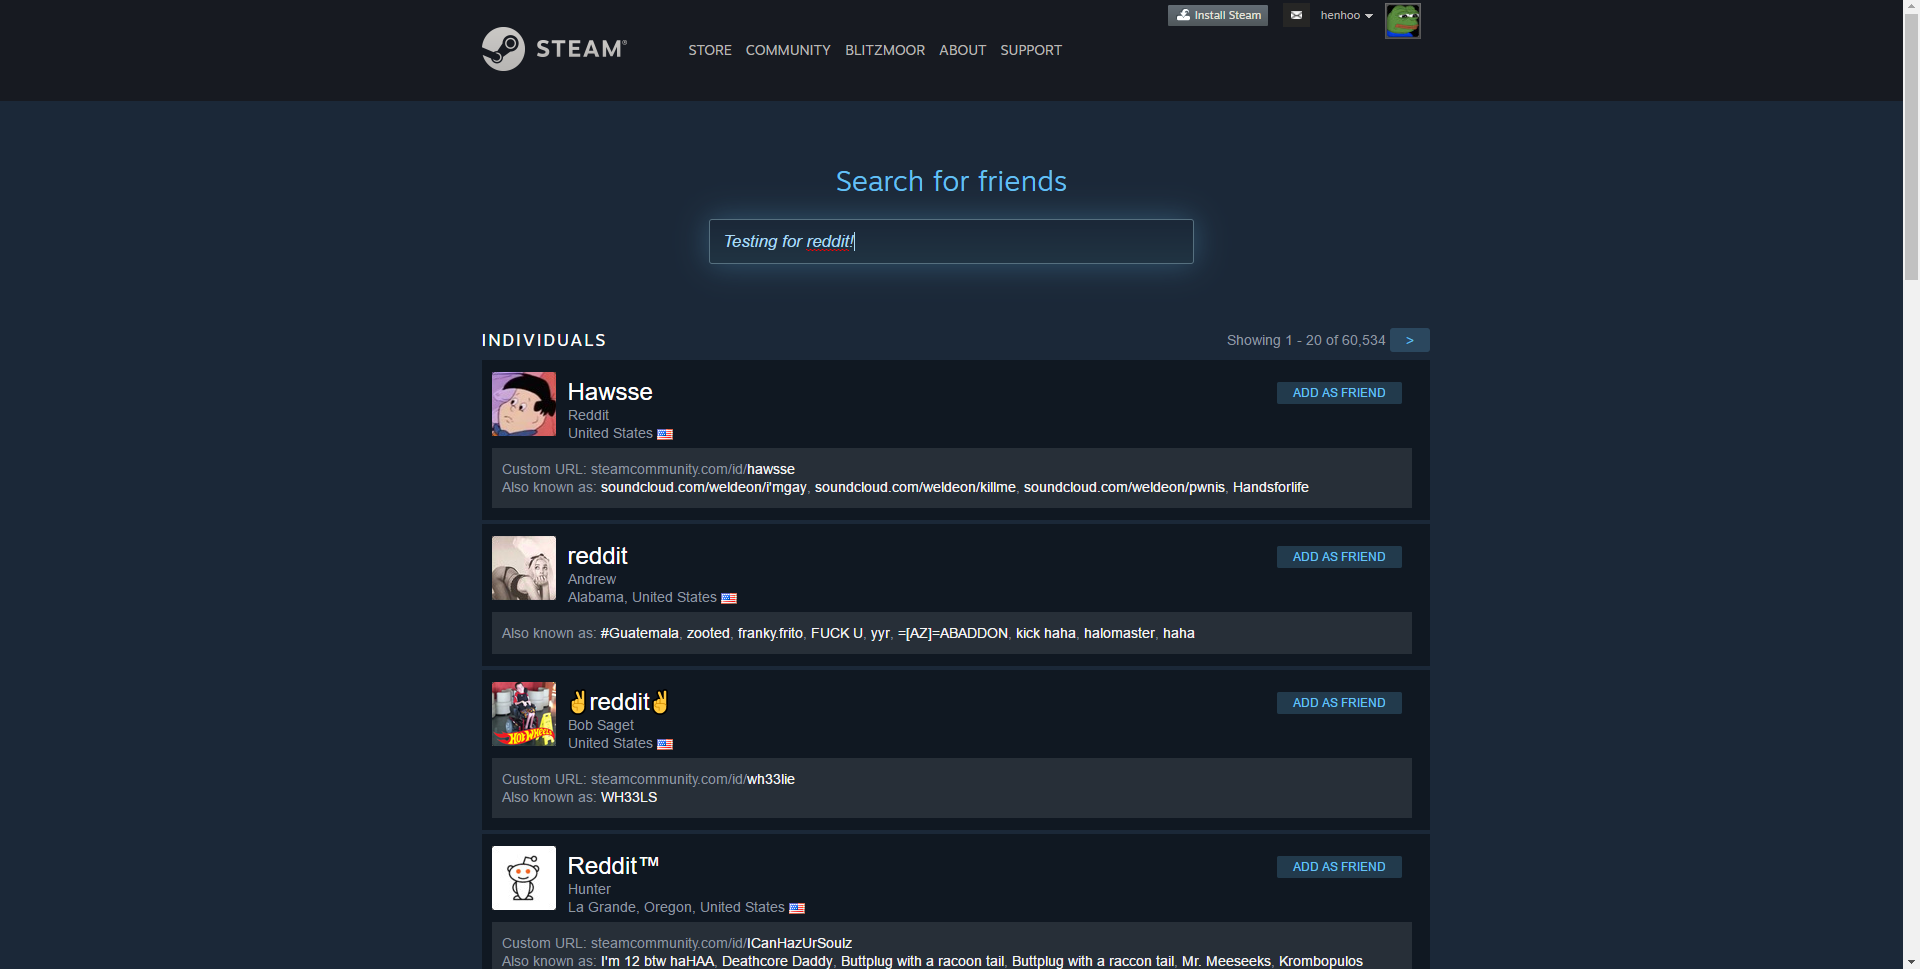 Install Steam
henhoo
STEAM®
STORE COMMUNITY BLITZMOOR ABOUT SUPPORT
Search for friends
Testing for reddit!
INDIVIDUALS
Showing 1 - 20 of 60,534 >
Hawsse
ADD AS FRIEND
Reddit
United States
Custom URL: steamcommunity.com/id/hawsse
Also known as: soundcloud.com/weldeon/i'mgay, soundcloud.com/weldeon/killme, soundcloud.com/weldeon/pwnis, Handsforlife
reddit
ADD AS FRIEND
Andrew
Alabama, United States
Also known as: #Guatemala, zooted, franky.frito, FUCK U, yyr, =[AZ]=ABADDON, kick haha, halomaster, haha
✌reddit✌
ADD AS FRIEND
Bob Saget
United States
HOT WHEELS
Custom URL: steamcommunity.com/id/wh33lie
Also known as: WH33LS
Reddit™
ADD AS FRIEND
Hunter
La Grande, Oregon, United States
Custom URL: steamcommunity.com/id/ICanHazUrSoulz
Also known as: I'm 12 btw haHAA, Deathcore Daddy, Buttplug with a racoon tail, Buttplug with a raccon tail, Mr. Meeseeks, Krombopulos